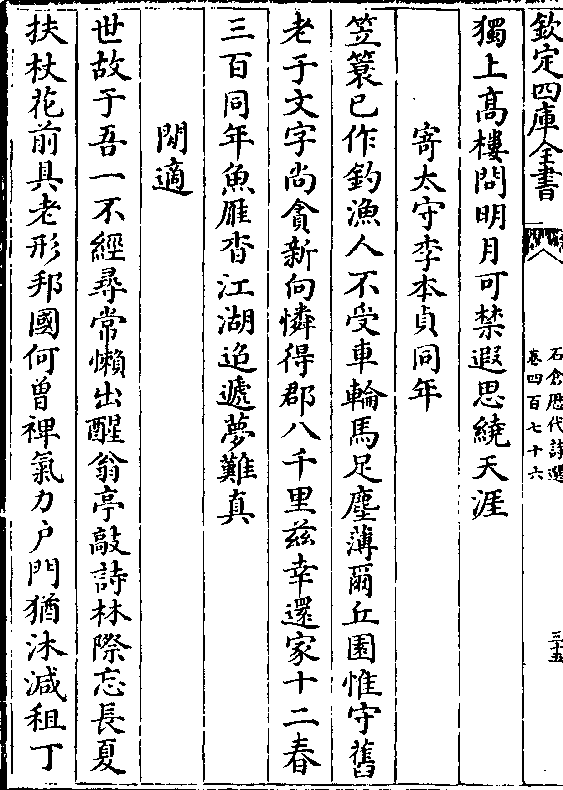 欽定四庫全書
石倉歴代詩選
卷四百七十六
三十五
獨上髙樓問明月可禁遐思繞天涯
寄太守李本貞同年
笠簑已作釣漁人不受車輪馬足塵薄爾丘園惟守舊
老于文字尚貪新向憐得郡八千里兹幸還家十二春
三百同年魚雁杳江湖迢遞夢難真
閒適
世故于吾一不經尋常懶出醒翁亭敲詩林際忘長夏
扶杖花前具老形邦國何曾裨氣力户門猶沐減租丁